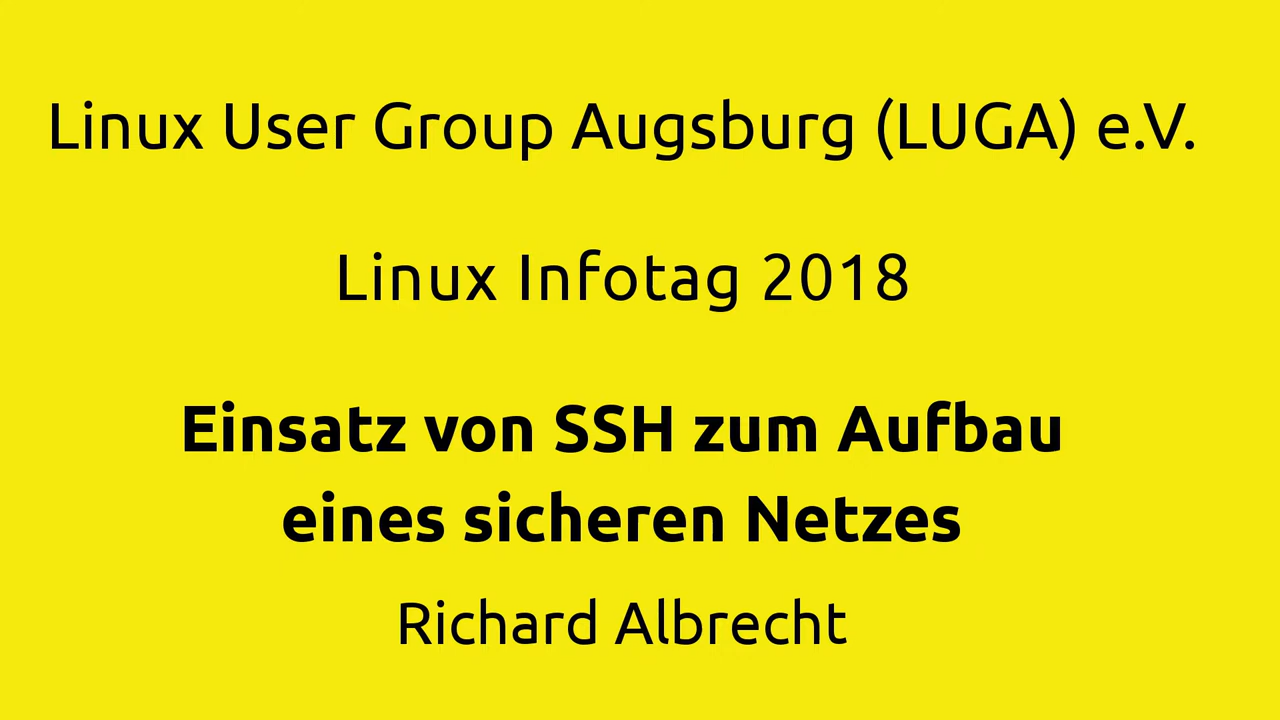 Linux User Group Augsburg (LUGA) e.V.
Linux Infotag 2018
Einsatz von SSH zum Aufbau
eines sicheren Netzes
Richard Albrecht